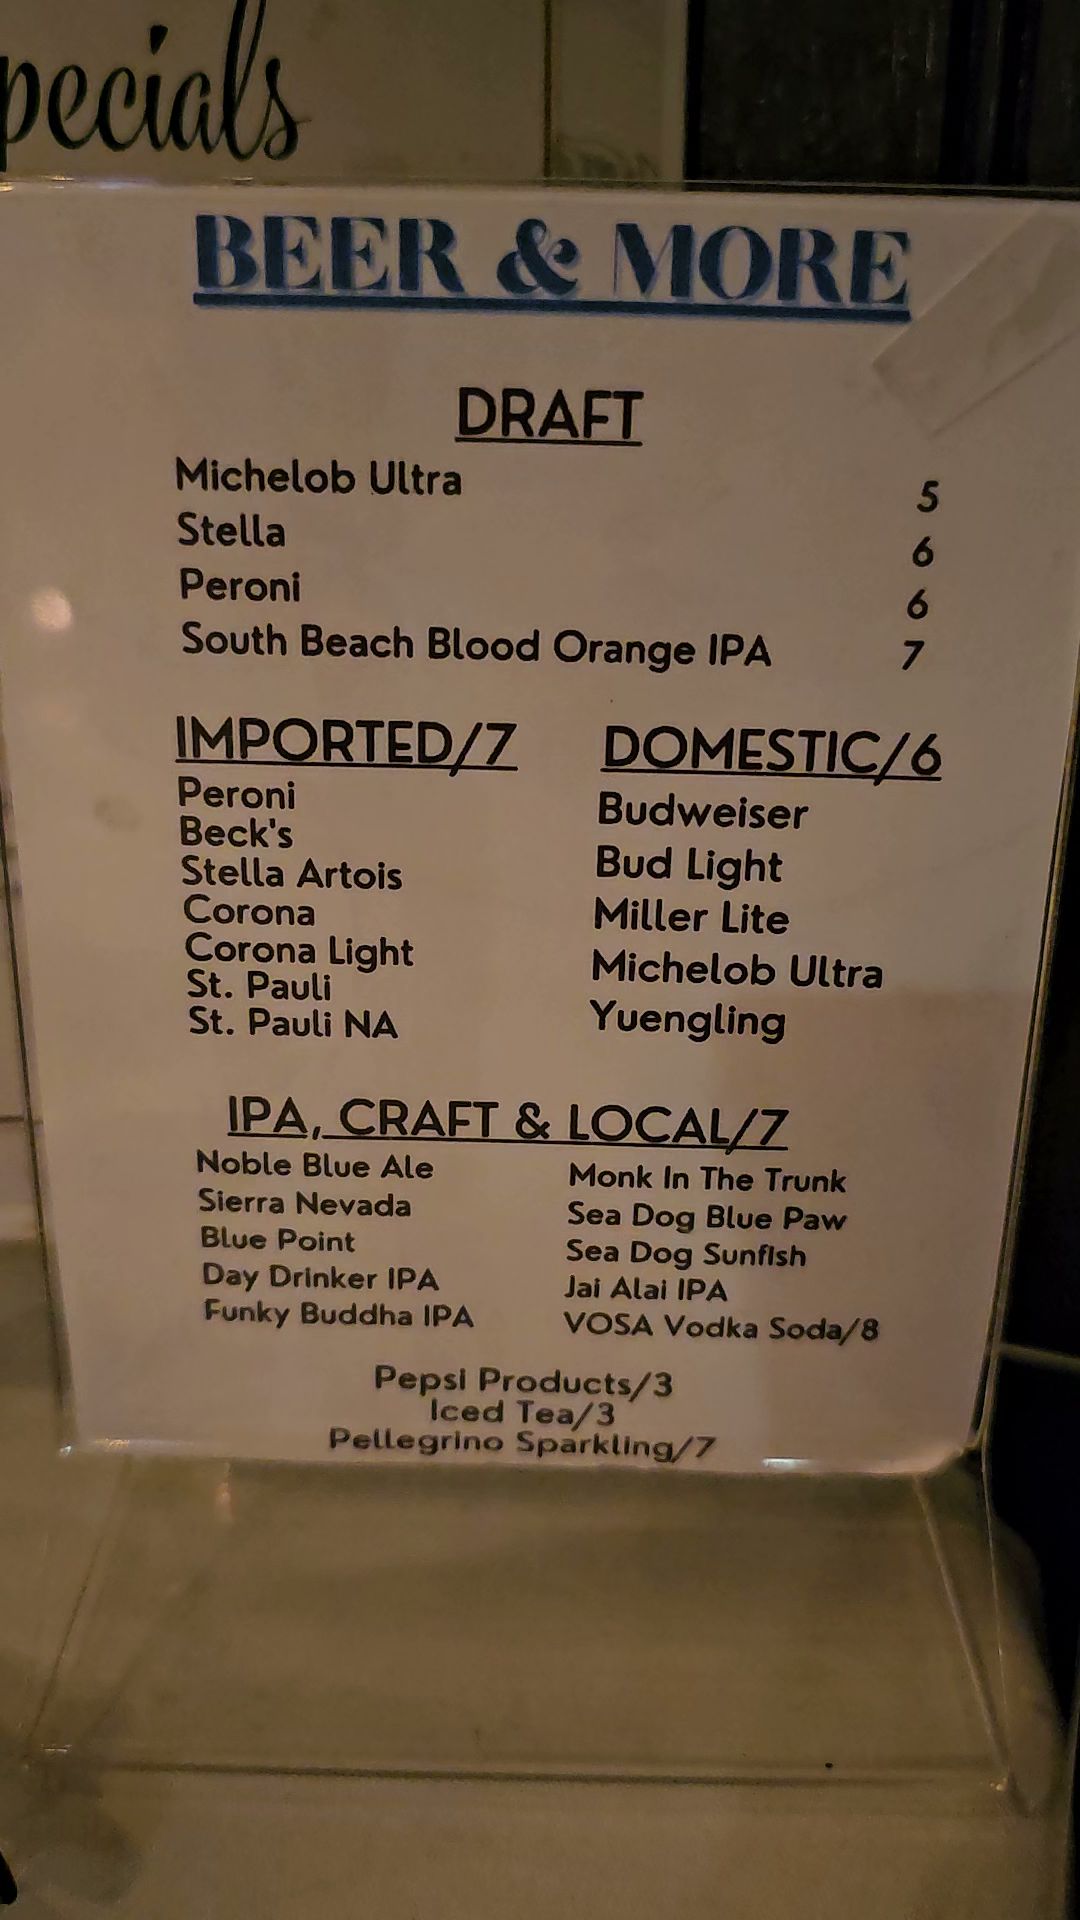 pecials
BEER & MORE
DRAFT
Michelob Ultra 5
Stella 6
Peroni 6
South Beach Blood Orange IPA 7
IMPORTED/7
Peroni
Beck's
Stella Artois
Corona
Corona Light
St. Pauli
St. Pauli NA
DOMESTIC/6
Budweiser
Bud Light
Miller Lite
Michelob Ultra
Yuengling
IPA, CRAFT & LOCAL/7
Noble Blue Ale
Sierra Nevada
Blue Point
Day Drinker IPA
Funky Buddha IPA
Monk In The Trunk
Sea Dog Blue Paw
Sea Dog Sunfish
Jai Alai IPA
VOSA Vodka Soda/8
Pepsi Products/3
Iced Tea/3
Pellegrino Sparkling/7